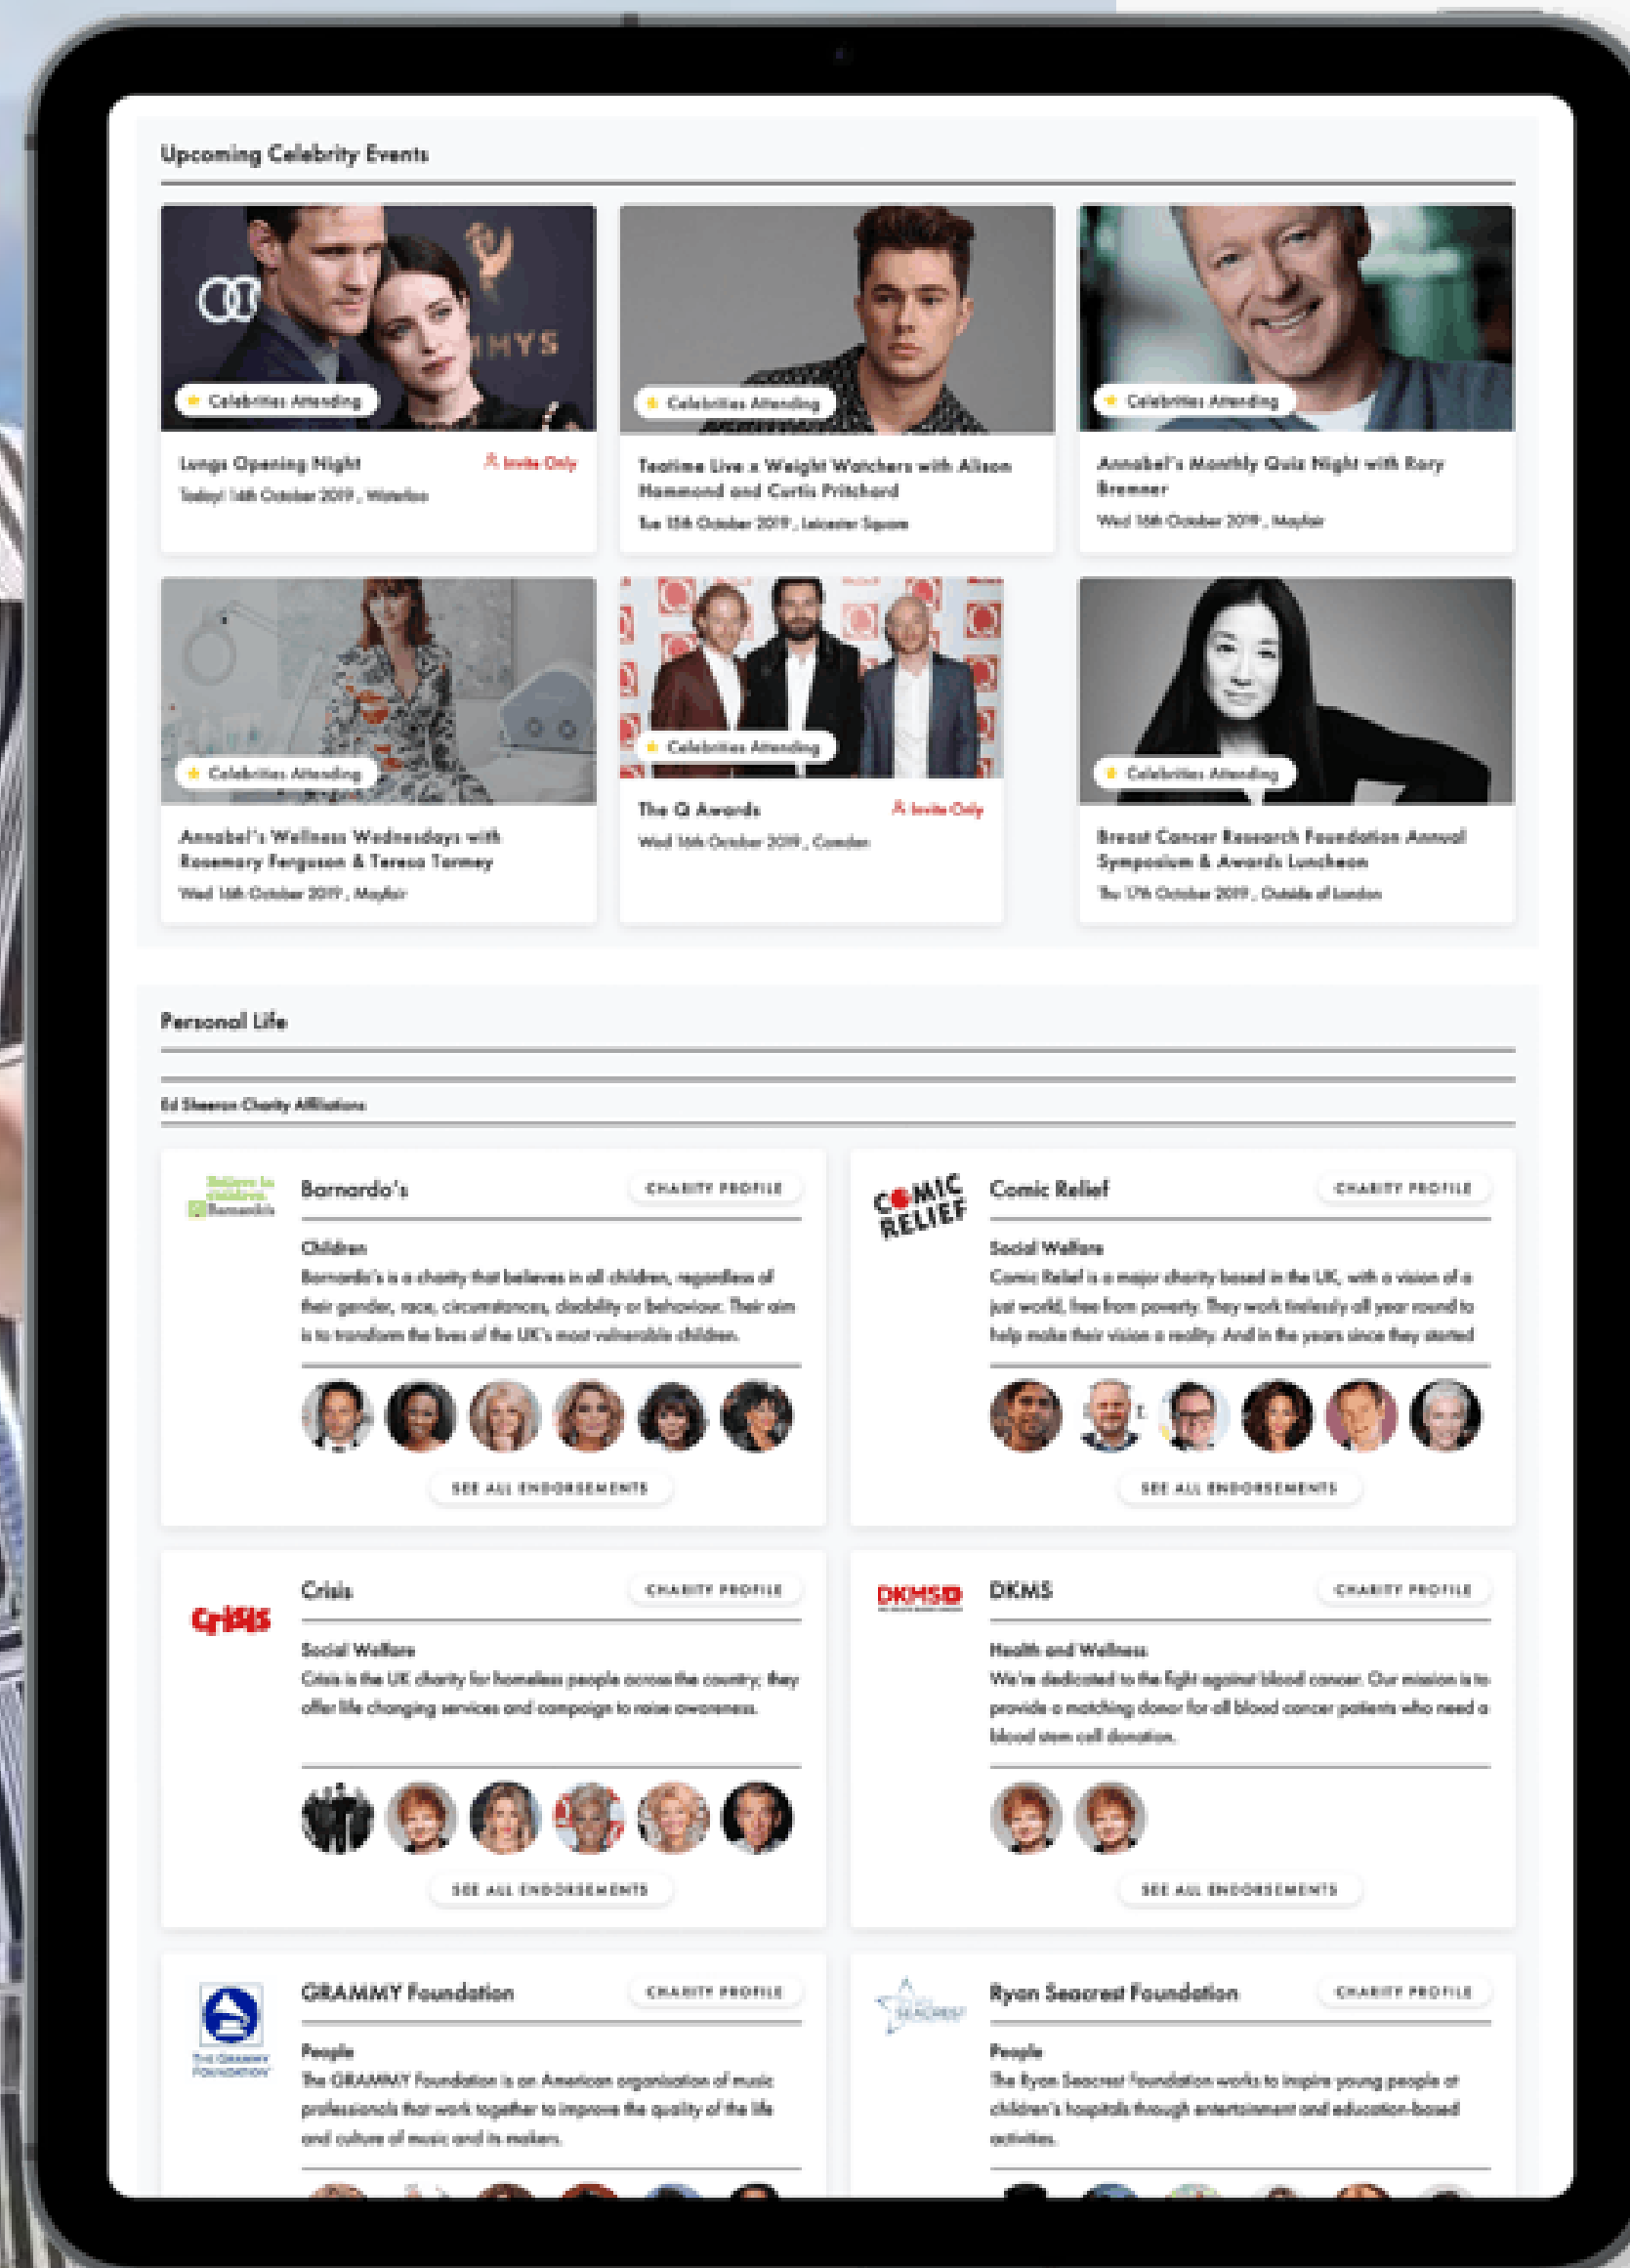 Upcoming Celebrity Events
MMYS
Celebrities Attending
Celebrities Attending
Celebrities Attending
Lungs Opening Night
Invite Only
Today! 14th October 2019 , Waterloo
Teatime Live x Weight Watchers with Alison
Hammond and Curtis Pritchard
Tue 15th October 2019 , Leicester Square
Annabel's Monthly Quiz Night with Rory
Bremner
Wed 16th October 2019 , Mayfair
Celebrities Attending
Celebrities Attending
Celebrities Attending
Annabel's Wellness Wednesdays with
Rosemary Ferguson & Teresa Tarmey
Wed 16th October 2019 , Mayfair
The Q Awards
Invite Only
Wed 16th October 2019 , Camden
Breast Cancer Research Foundation Annual
Symposium & Awards Luncheon
Thu 17th October 2019 , Outside of London
Personal Life
Ed Sheeran Charity Affiliations
Believe in
children
Barnardo's
Barnardo's
CHARITY PROFILE
Children
Barnardo's is a charity that believes in all children, regardless of
their gender, race, circumstances, disability or behaviour. Their aim
is to transform the lives of the UK's most vulnerable children.
SEE ALL ENDORSEMENTS
COMIC
RELIEF
Comic Relief
CHARITY PROFILE
Social Welfare
Comic Relief is a major charity based in the UK, with a vision of a
just world, free from poverty. They work tirelessly all year round to
help make their vision a reality. And in the years since they started
SEE ALL ENDORSEMENTS
CRISIS
Crisis
CHARITY PROFILE
Social Welfare
Crisis is the UK charity for homeless people across the country; they
offer life changing services and campaign to raise awareness.
SEE ALL ENDORSEMENTS
DKMS
DKMS
CHARITY PROFILE
Health and Wellness
We're dedicated to the fight against blood cancer. Our mission is to
provide a matching donor for all blood cancer patients who need a
blood stem cell donation.
SEE ALL ENDORSEMENTS
THE GRAMMY
FOUNDATION
GRAMMY Foundation
CHARITY PROFILE
People
The GRAMMY Foundation is an American organisation of music
professionals that work together to improve the quality of the life
and culture of music and its makers.
SEACREST
Ryan Seacrest Foundation
CHARITY PROFILE
People
The Ryan Seacrest Foundation works to inspire young people at
children's hospitals through entertainment and education-based
activities.